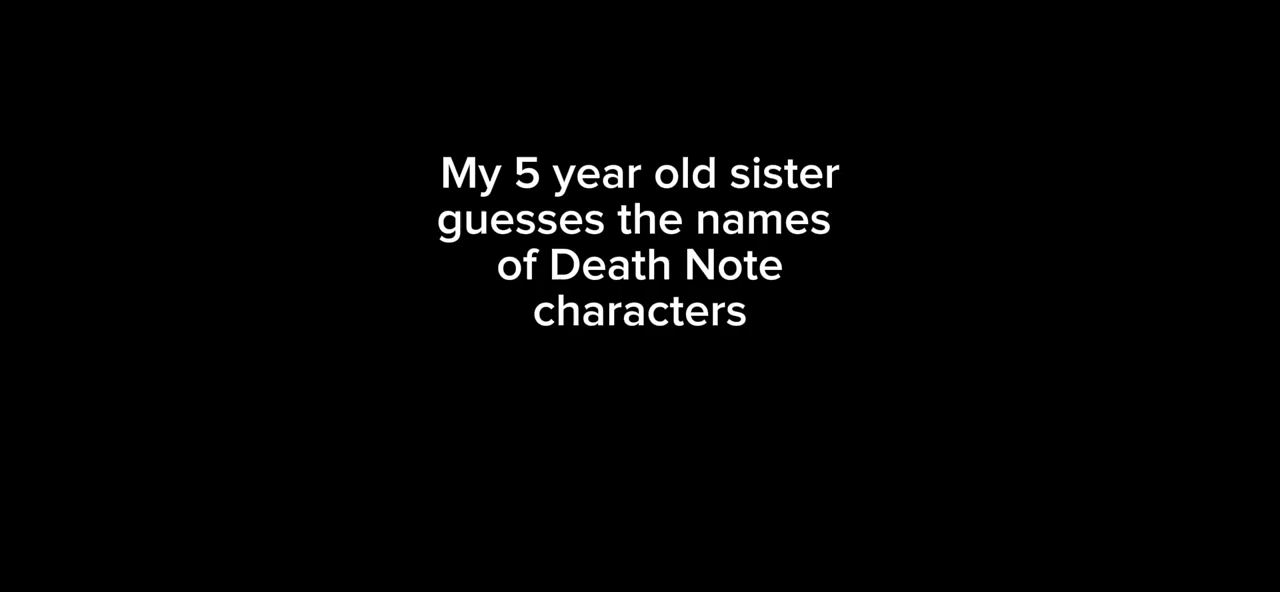 My 5 year old sister
guesses the names
of Death Note
characters